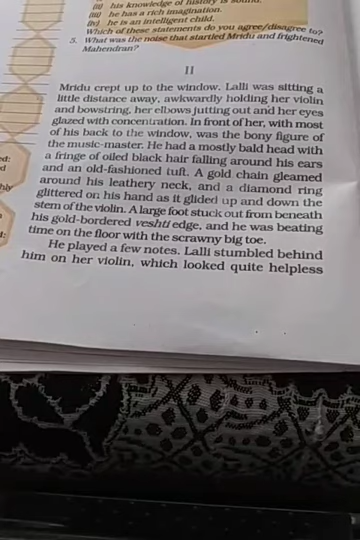 (ii) his knowledge of history is sound.
(iii) he has a rich imagination.
(iv) he is an intelligent child.
Which of these statements do you agree/disagree to?
5. What was the noise that startled Mridu and frightened
Mahendran?
II
Mridu crept up to the window. Lalli was sitting a
little distance away, awkwardly holding her violin
and bowstring, her elbows jutting out and her eyes
glazed with concentration. In front of her, with most
of his back to the window, was the bony figure of
the music-master. He had a mostly bald head with
a fringe of oiled black hair falling around his ears
and an old-fashioned tuft. A gold chain gleamed
around his leathery neck, and a diamond ring
glittered on his hand as it glided up and down the
stem of the violin. A large foot stuck out from beneath
his gold-bordered veshti edge, and he was beating
time on the floor with the scrawny big toe.
He played a few notes. Lalli stumbled behind
him on her violin, which looked quite helpless